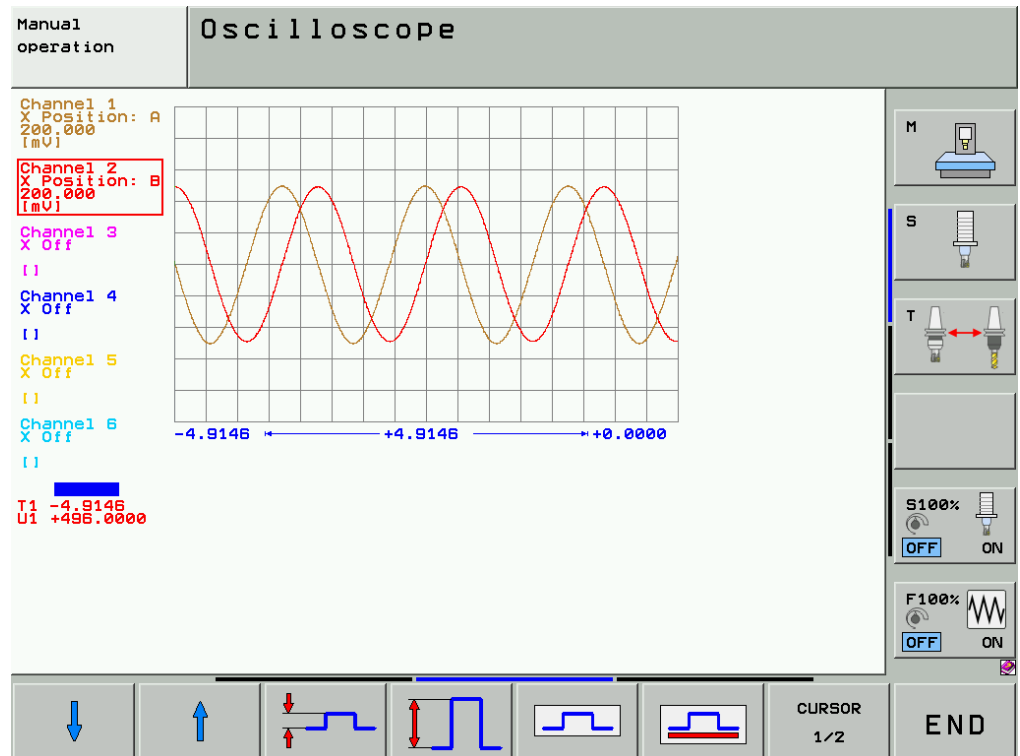 Manual
operation
Oscilloscope
Channel 1
X Position: A
200.000
[mV]
Channel 2
X Position: B
200.000
[mV]
Channel 3
X Off
[]
Channel 4
X Off
[]
Channel 5
X Off
[]
Channel 6
X Off
[]
-4.9146 +4.9146 +0.0000
T1 -4.9146
U1 +496.0000
M
S
T
S100%
OFF ON
F100%
OFF ON
CURSOR
1/2
END